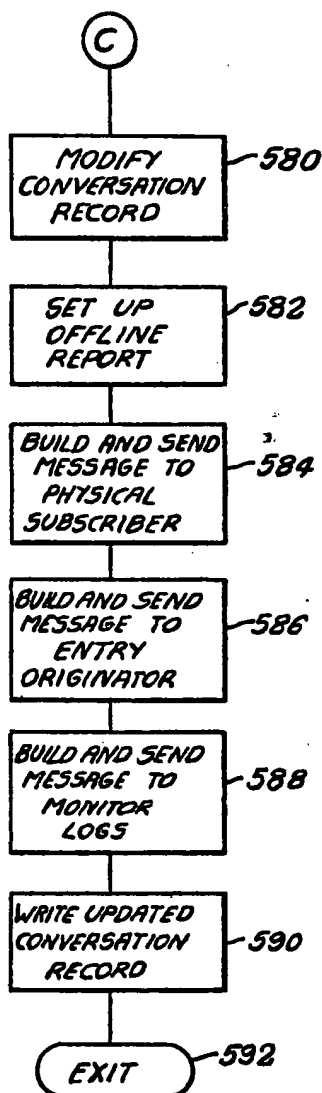 C
MODIFY
CONVERSATION
RECORD
580
SET UP
OFFLINE
REPORT
582
BUILD AND SEND
MESSAGE TO
PHYSICAL
SUBSCRIBER
584
BUILD AND SEND
MESSAGE TO
ENTRY
ORIGINATOR
586
BUILD AND SEND
MESSAGE TO
MONITOR
LOGS
588
WRITE UPDATED
CONVERSATION
RECORD
590
EXIT
592